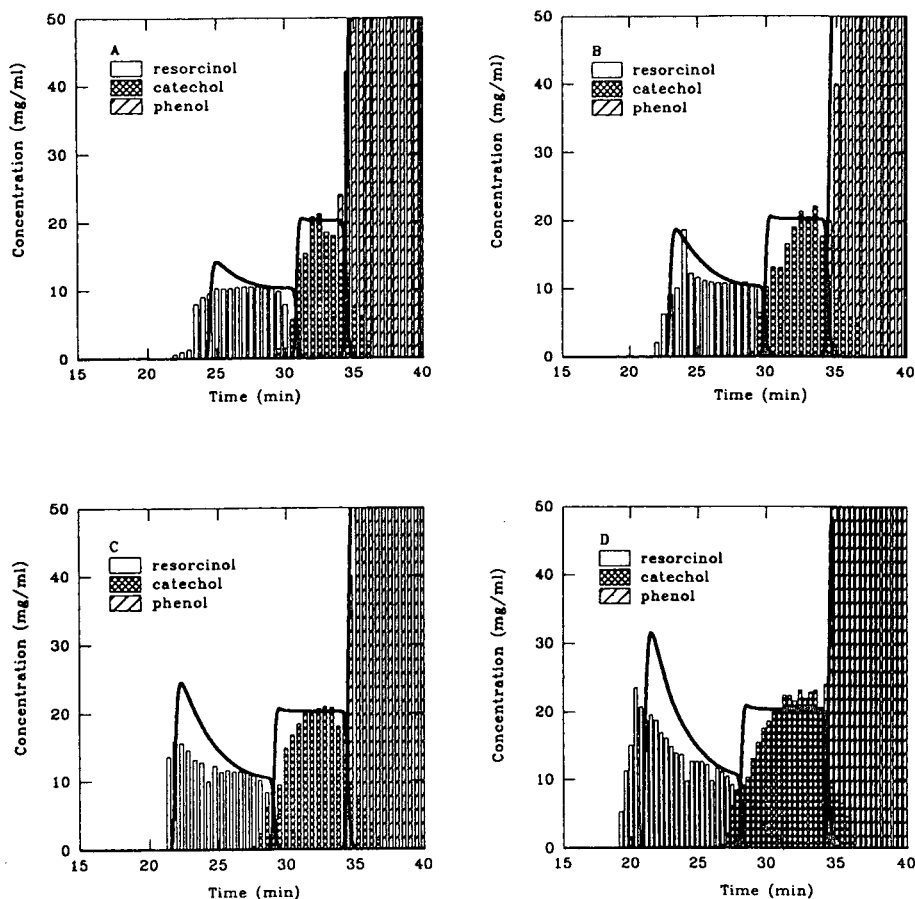 Concentration (mg/ml)
50
40
30
20
10
0
A
resorcinol
catechol
phenol
15 20 25 30 35 40
Time (min)
Concentration (mg/ml)
50
40
30
20
10
0
B
resorcinol
catechol
phenol
15 20 25 30 35 40
Time (min)
Concentration (mg/ml)
50
40
30
20
10
0
C
resorcinol
catechol
phenol
15 20 25 30 35 40
Time (min)
Concentration (mg/ml)
50
40
30
20
10
0
D
resorcinol
catechol
phenol
15 20 25 30 35 40
Time (min)